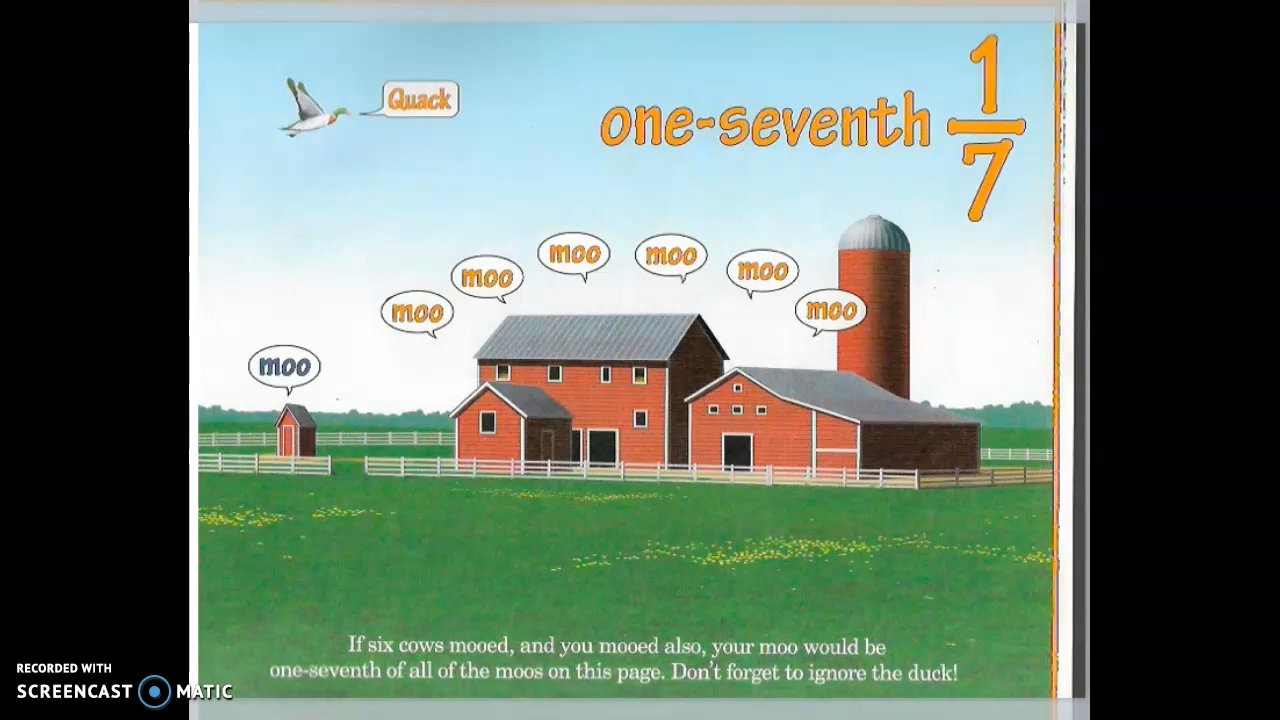 Quack
one-seventh 1/7
moo
moo
moo
moo
moo
moo
moo
If six cows mooed, and you mooed also, your moo would be
one-seventh of all of the moos on this page. Don't forget to ignore the duck!
RECORDED WITH
SCREENCAST MATIC